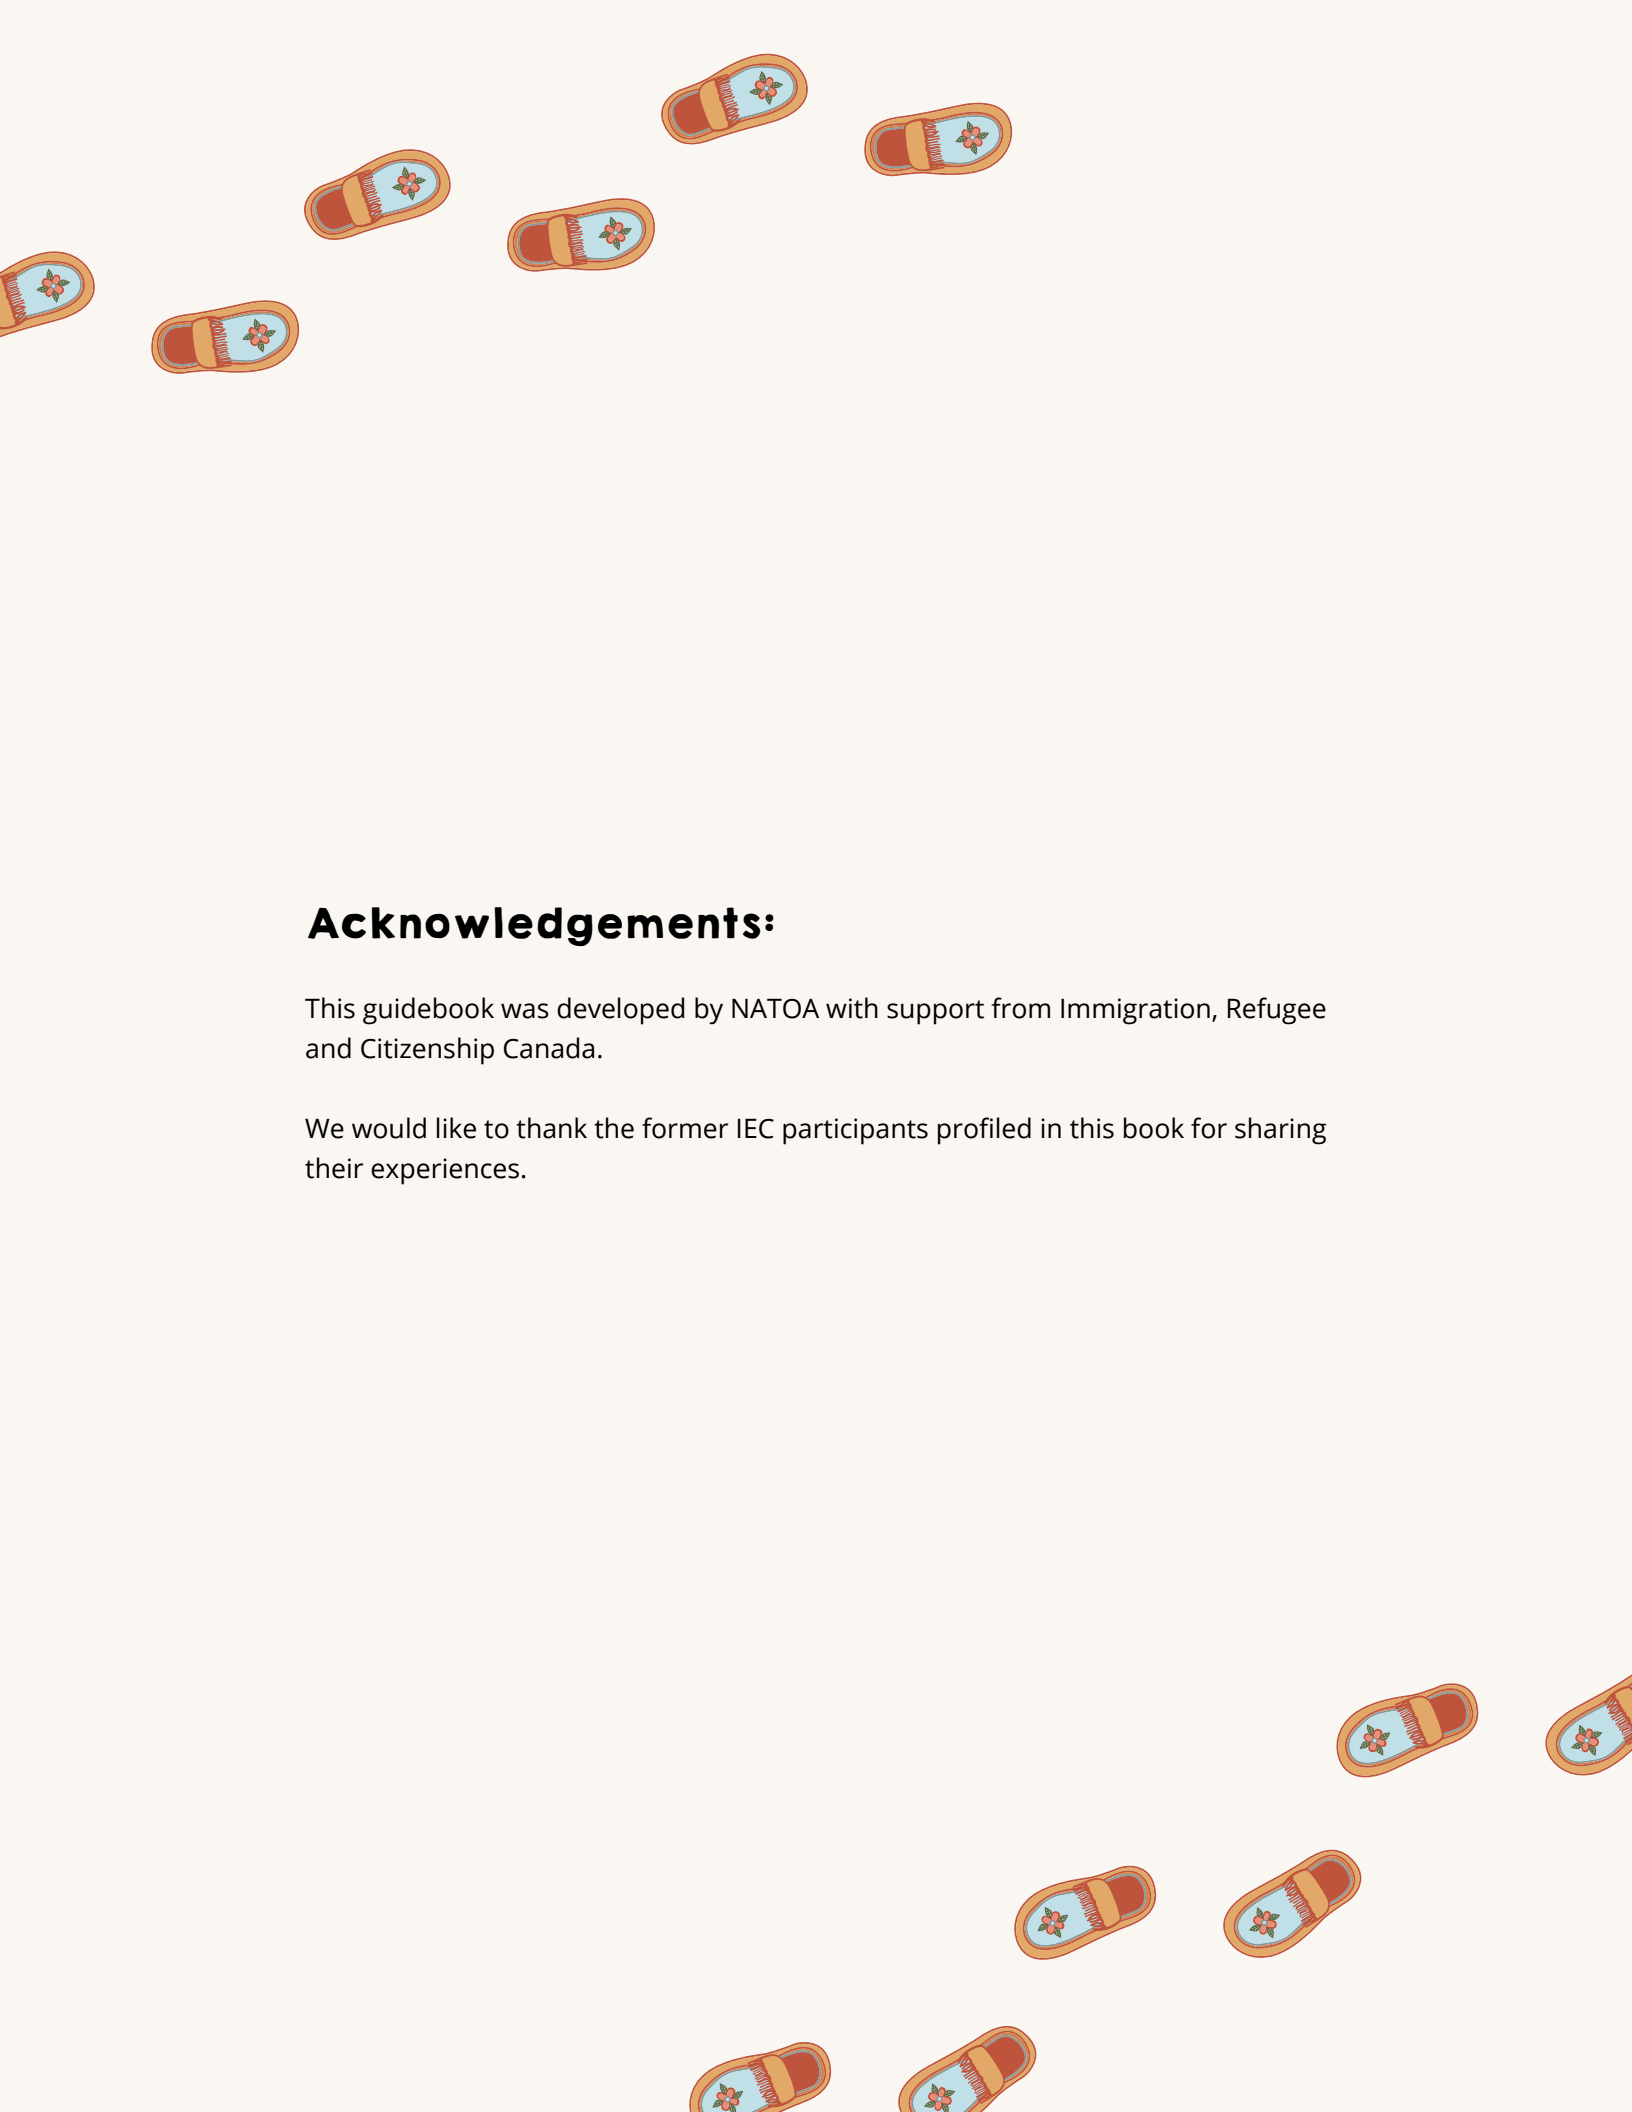 Acknowledgements:
This guidebook was developed by NATOA with support from Immigration, Refugee
and Citizenship Canada.
We would like to thank the former IEC participants profiled in this book for sharing
their experiences.